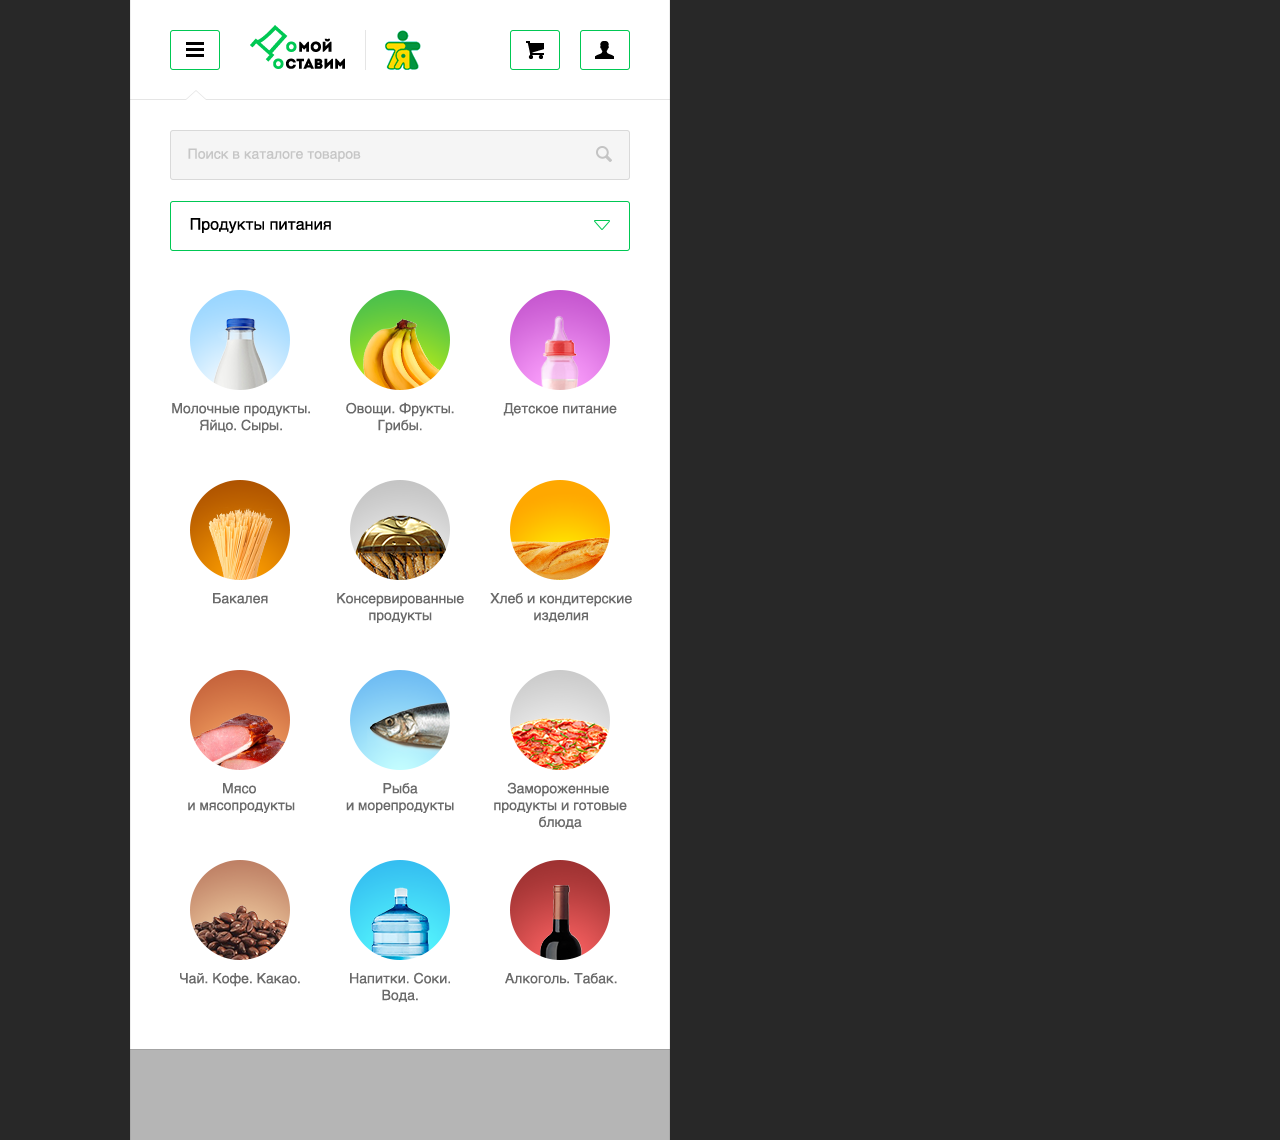 Домой
Доставим
тя
Поиск в каталоге товаров
Продукты питания
Молочные продукты.
Яйцо. Сыры.
Овощи. Фрукты.
Грибы.
Детское питание
Бакалея
Консервированные
продукты
Хлеб и кондитерские
изделия
Мясо
и мясопродукты
Рыба
и морепродукты
Замороженные
продукты и готовые
блюда
Чай. Кофе. Какао.
Напитки. Соки.
Вода.
Алкоголь. Табак.